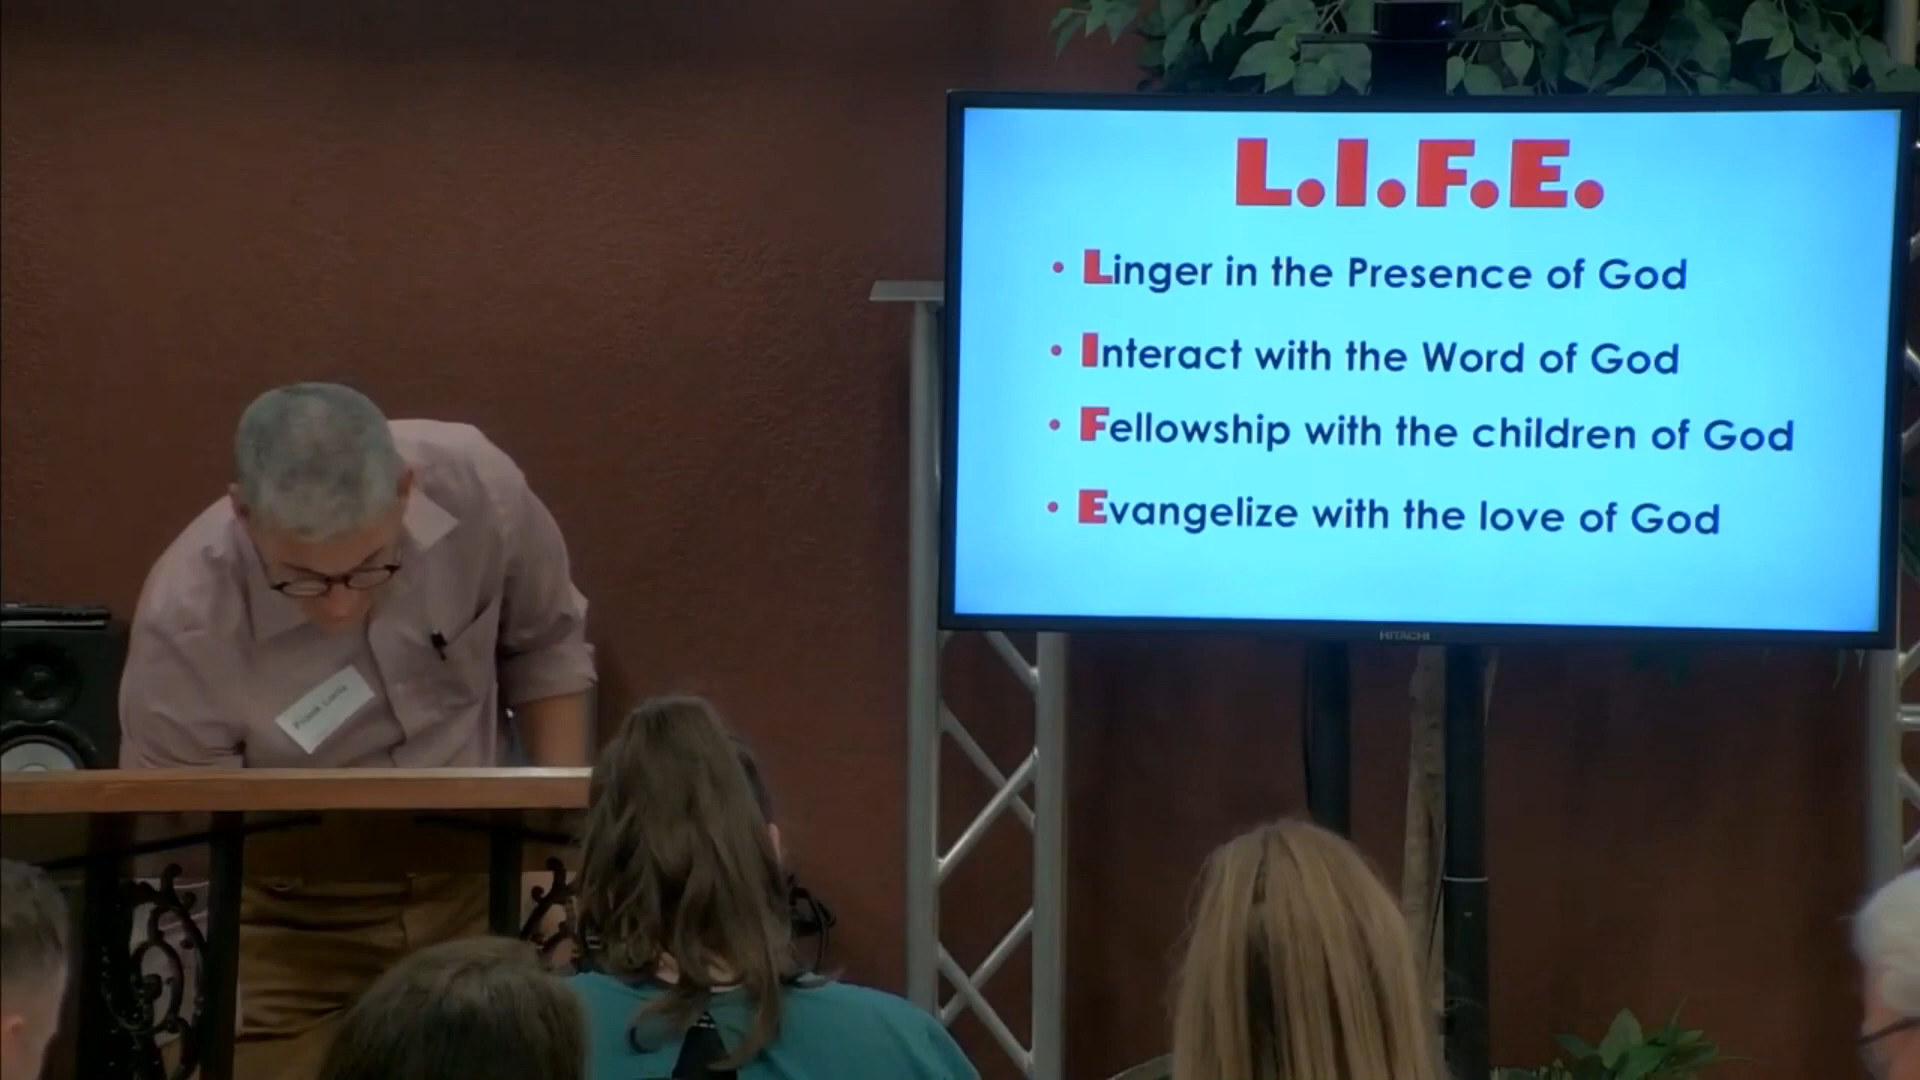 L.I.F.E.
• Linger in the Presence of God
• Interact with the Word of God
• Fellowship with the children of God
• Evangelize with the love of God
HITACHI
Frank